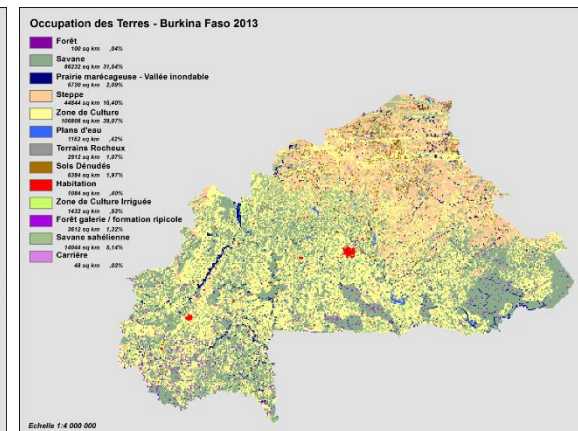 Occupation des Terres - Burkina Faso 2013
Forêt
100 sq km ,04%
Savane
86232 sq km 31,54%
Prairie marécageuse - Vallée inondable
5720 sq km 2,09%
Steppe
44844 sq km 16,40%
Zone de Culture
106808 sq km 39,07%
Plans d'eau
1152 sq km ,42%
Terrains Rocheux
2912 sq km 1,07%
Sols Dénudés
5384 sq km 1,97%
Habitation
1084 sq km ,40%
Zone de Culture Irriguée
1432 sq km ,52%
Forêt galerie / formation ripicole
3612 sq km 1,32%
Savane sahélienne
14044 sq km 5,14%
Carrière
48 sq km ,02%
Echelle 1:4 000 000